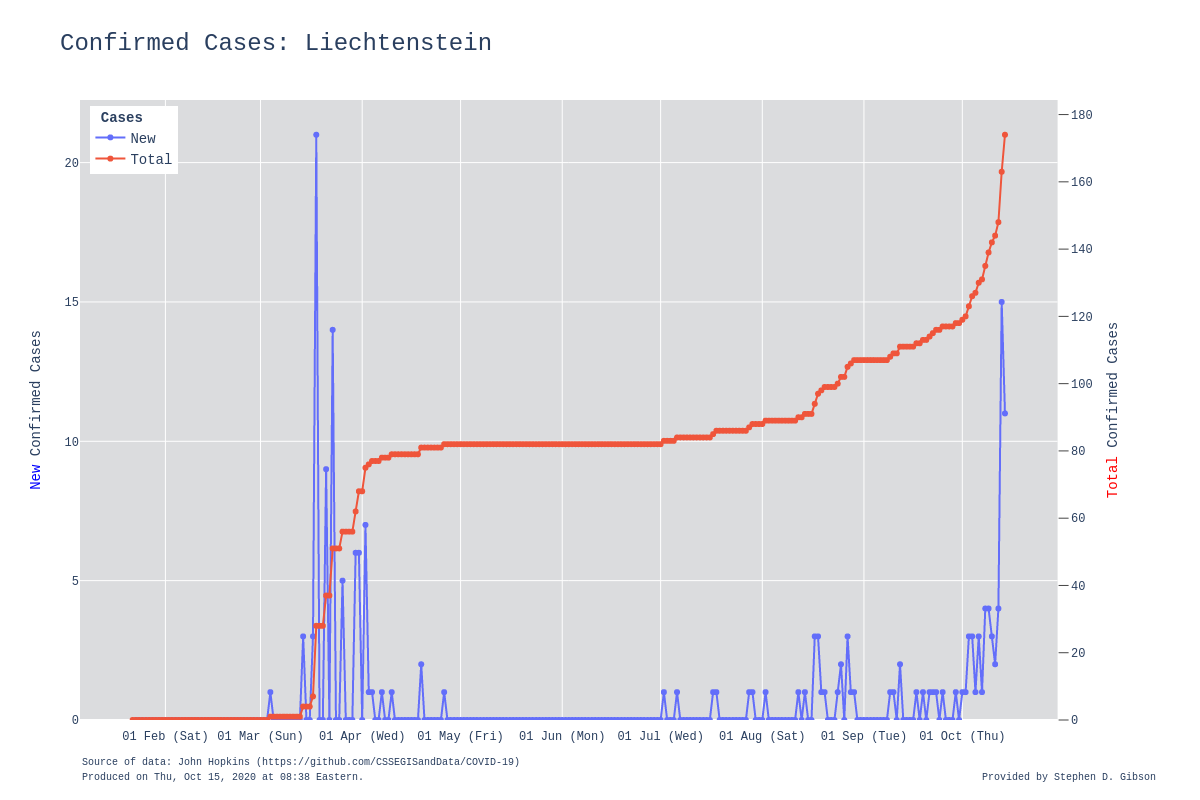 Confirmed Cases: Liechtenstein
Cases
New
Total
20
15
10
5
0
New Confirmed Cases
180
160
140
120
100
80
60
40
20
0
Total Confirmed Cases
01 Feb (Sat) 01 Mar (Sun) 01 Apr (Wed) 01 May (Fri) 01 Jun (Mon) 01 Jul (Wed) 01 Aug (Sat) 01 Sep (Tue) 01 Oct (Thu)
Source of data: John Hopkins (https://github.com/CSSEGISandData/COVID-19)
Produced on Thu, Oct 15, 2020 at 08:38 Eastern.
Provided by Stephen D. Gibson